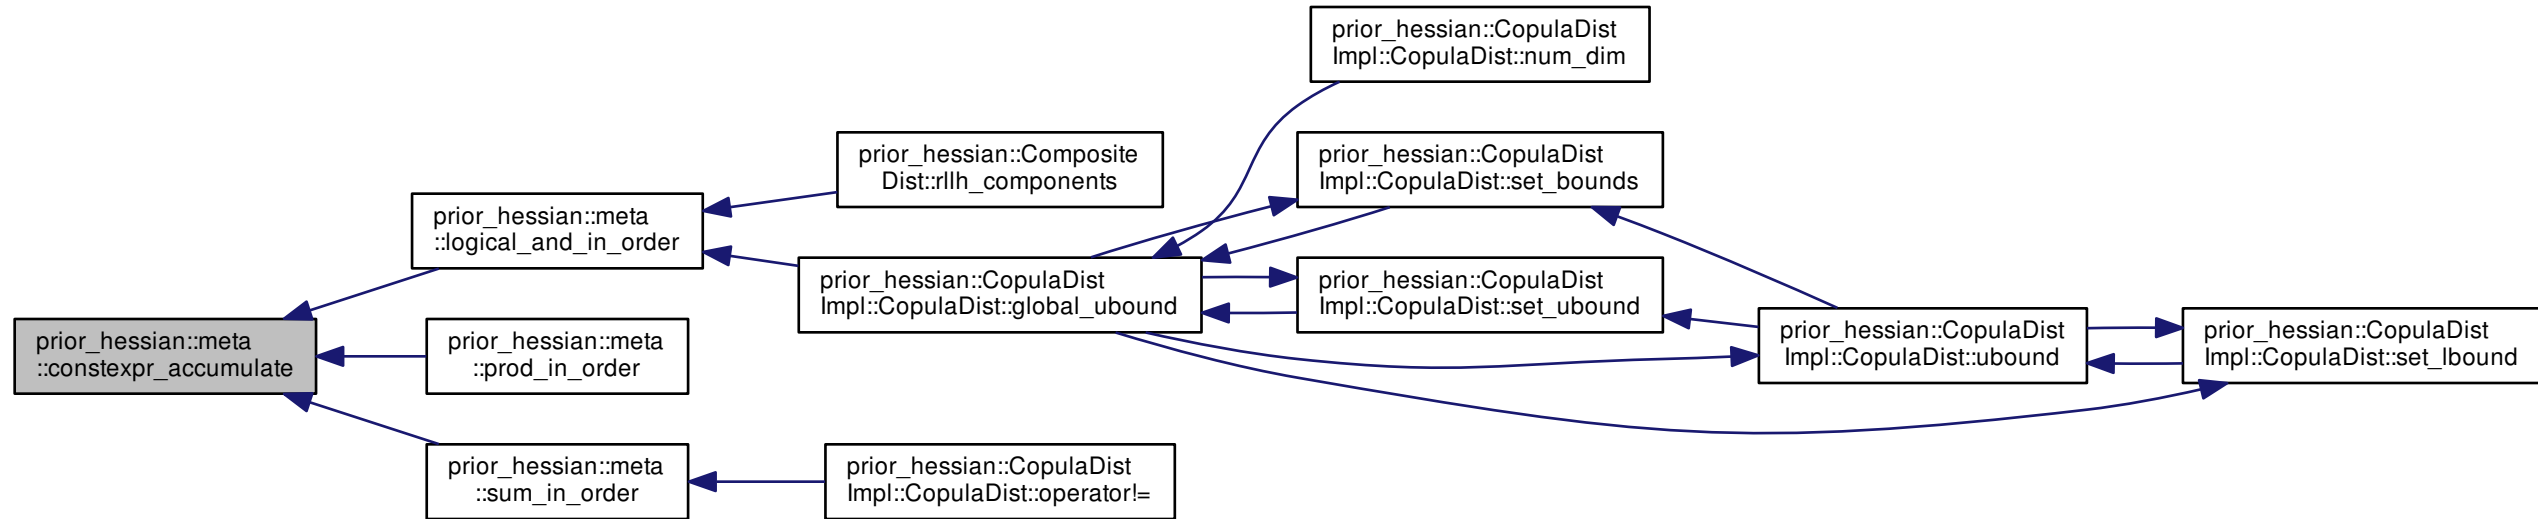 prior_hessian::CopulaDist
Impl::CopulaDist::num_dim
prior_hessian::Composite
Dist::rllh_components
prior_hessian::CopulaDist
Impl::CopulaDist::set_bounds
prior_hessian::meta
::logical_and_in_order
prior_hessian::CopulaDist
Impl::CopulaDist::global_ubound
prior_hessian::CopulaDist
Impl::CopulaDist::set_ubound
prior_hessian::meta
::constexpr_accumulate
prior_hessian::meta
::prod_in_order
prior_hessian::CopulaDist
Impl::CopulaDist::ubound
prior_hessian::CopulaDist
Impl::CopulaDist::set_lbound
prior_hessian::meta
::sum_in_order
prior_hessian::CopulaDist
Impl::CopulaDist::operator!=